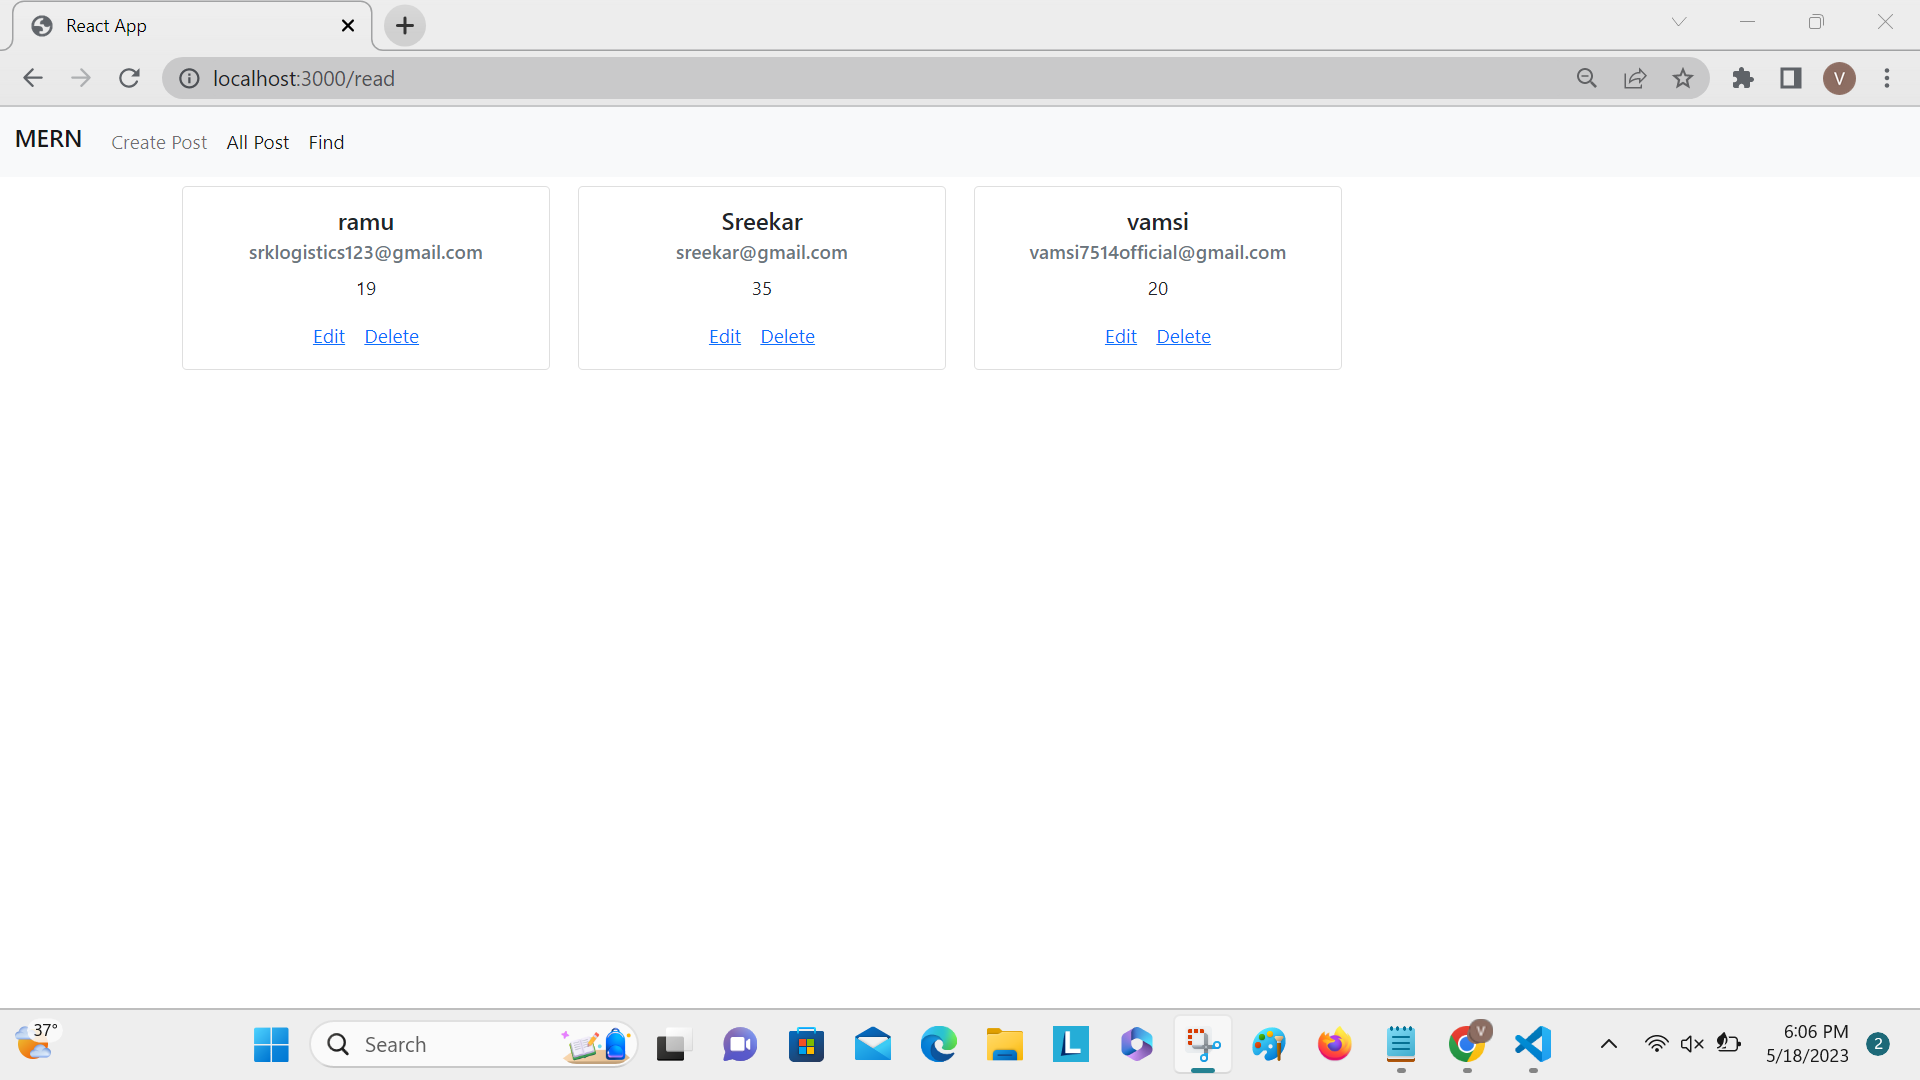 React App
localhost:3000/read
V
MERN Create Post All Post Find
ramu
srklogistics123@gmail.com
19
Edit Delete
Sreekar
sreekar@gmail.com
35
Edit Delete
vamsi
vamsi7514official@gmail.com
20
Edit Delete
37°
Search
L
V
6:06 PM
5/18/2023
2